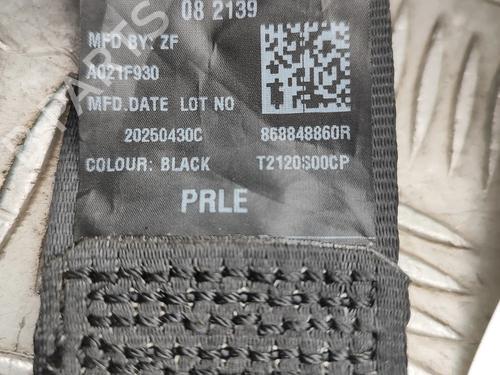 08 2139
MFD BY: ZF
A021F930
MFD.DATE LOT NO
20250430C 868848860R
COLOUR: BLACK T2120S00CP
PRLE